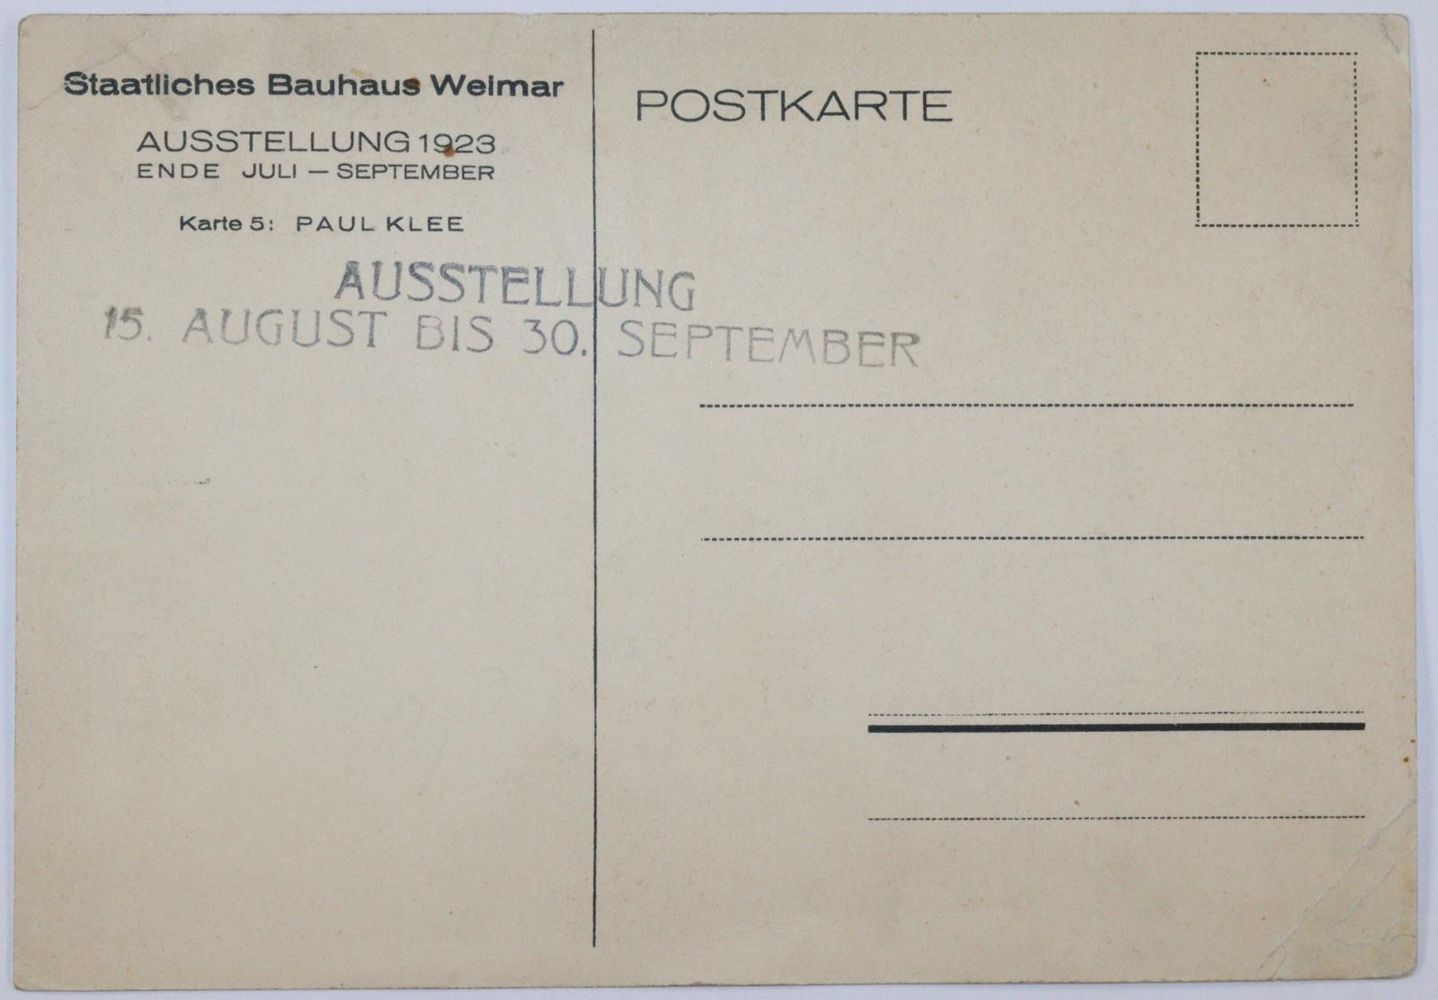 Staatliches Bauhaus Weimar
AUSSTELLUNG 1923
ENDE JULI — SEPTEMBER
Karte 5: PAUL KLEE
POSTKARTE
AUSSTELLUNG
15. AUGUST BIS 30. SEPTEMBER